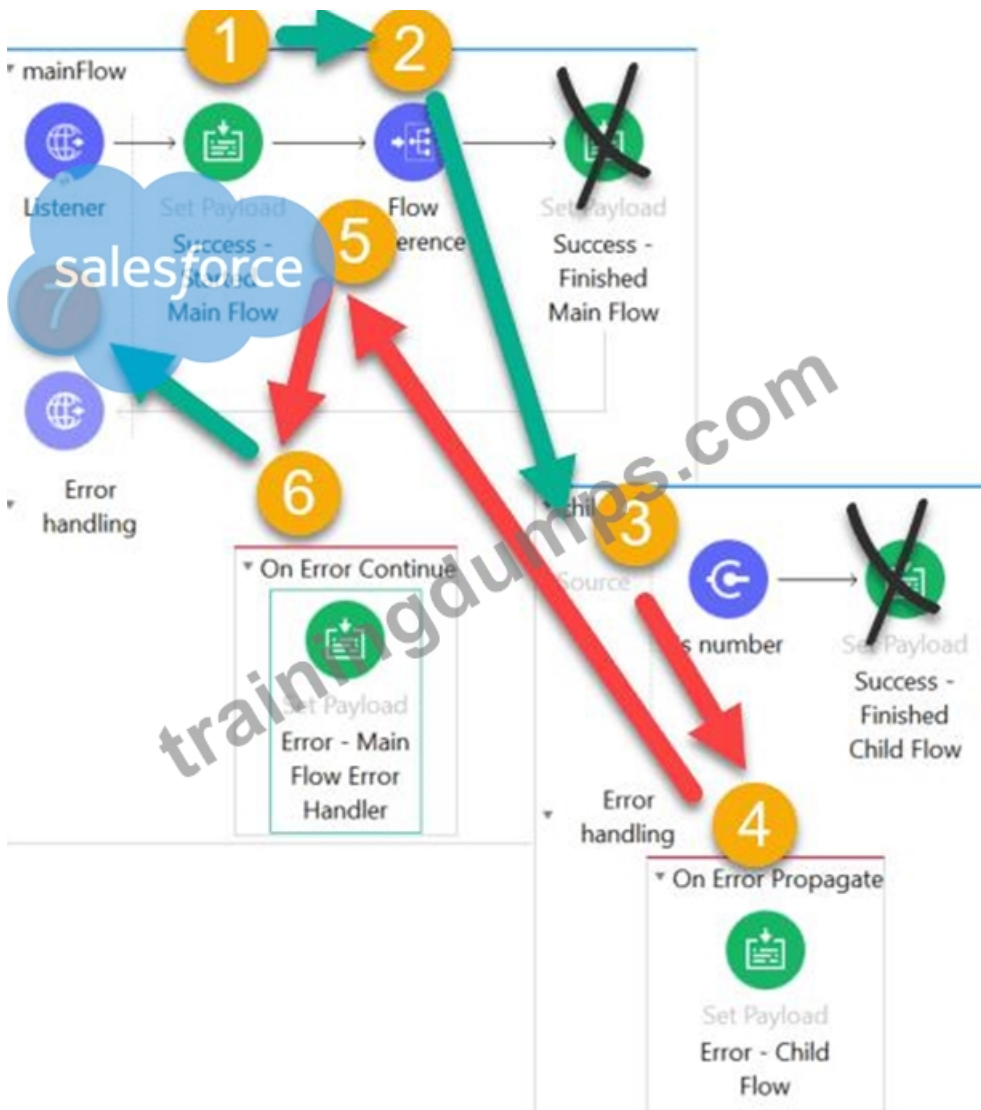 1
2
mainFlow
Listener
Set Payload
Success -
Started
Main Flow
Flow
erence
Set Payload
Success -
Finished
Main Flow
5
salesforce
7
6
Error
handling
On Error Continue
Set Payload
Error - Main
Flow Error
Handler
chil
3
Source
s number
Set Payload
Success -
Finished
Child Flow
Error
handling
4
On Error Propagate
Set Payload
Error - Child
Flow
trainingdumps.com